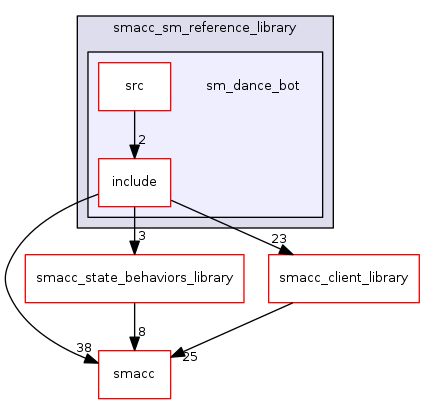 smacc_sm_reference_library
src
sm_dance_bot
2
include
3
23
smacc_state_behaviors_library
smacc_client_library
8
38
25
smacc